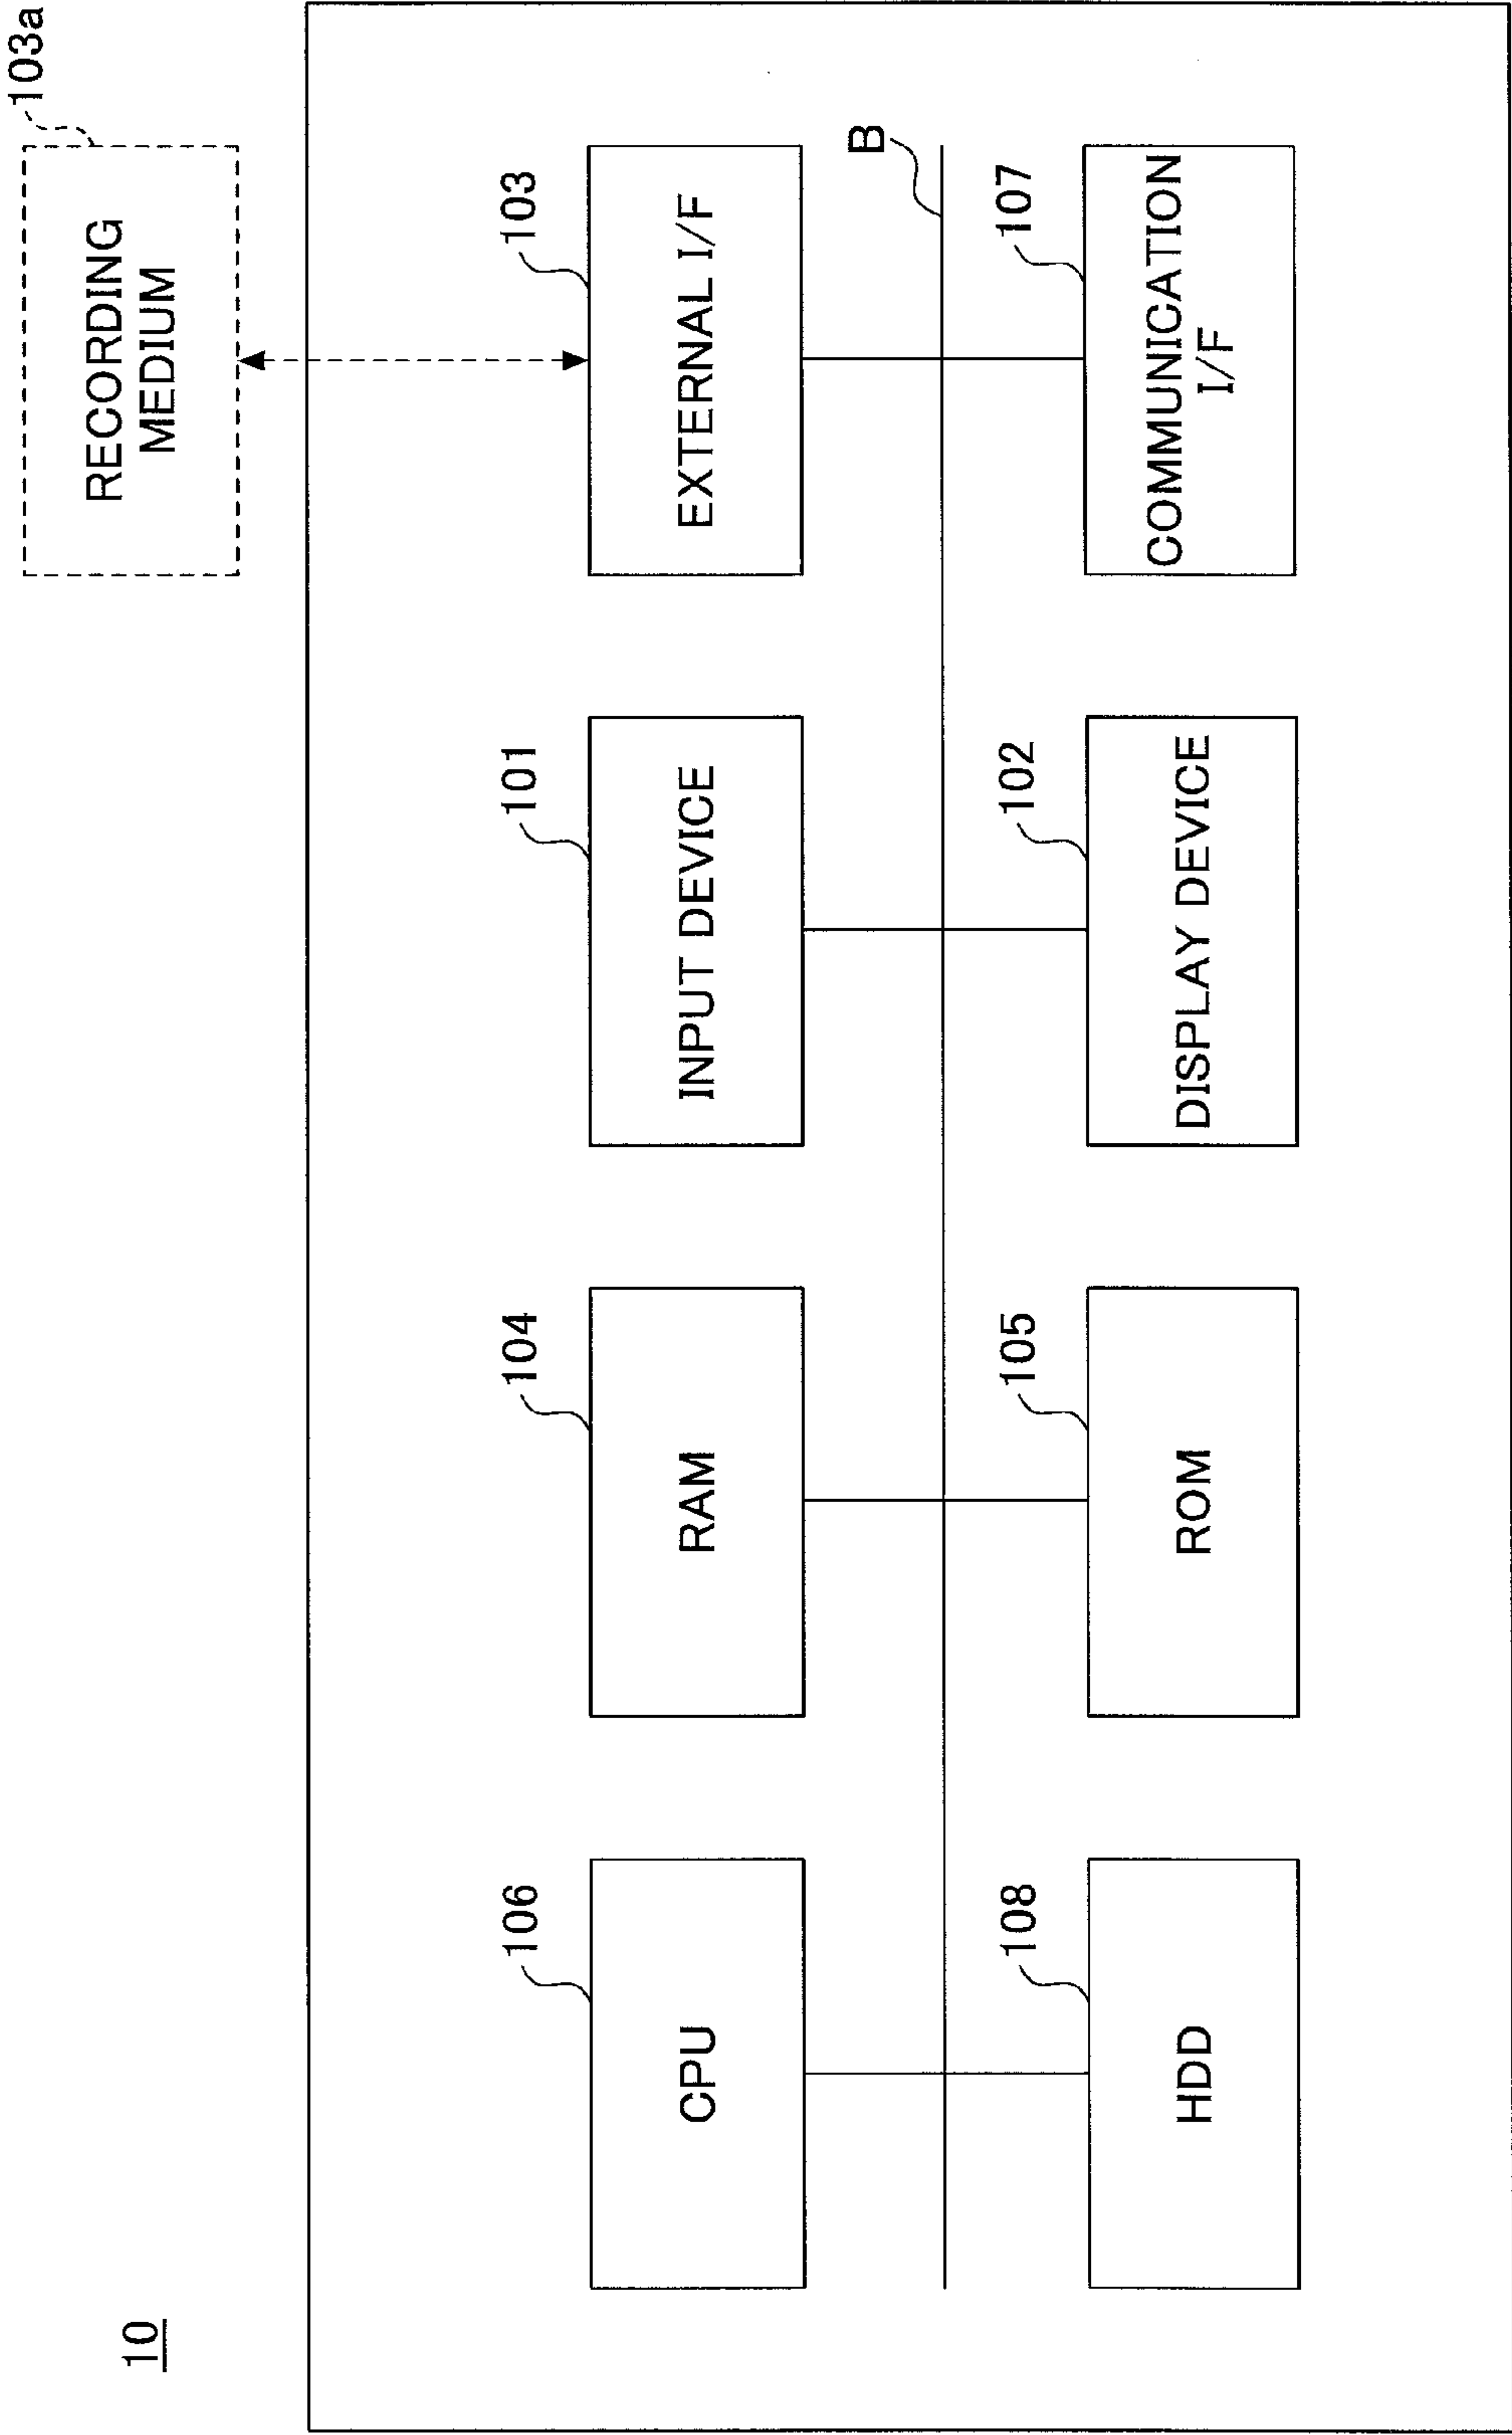 10
RECORDING
MEDIUM
103a
106
CPU
104
RAM
101
INPUT DEVICE
103
EXTERNAL I/F
B
108
HDD
105
ROM
102
DISPLAY DEVICE
107
COMMUNICATION
I/F